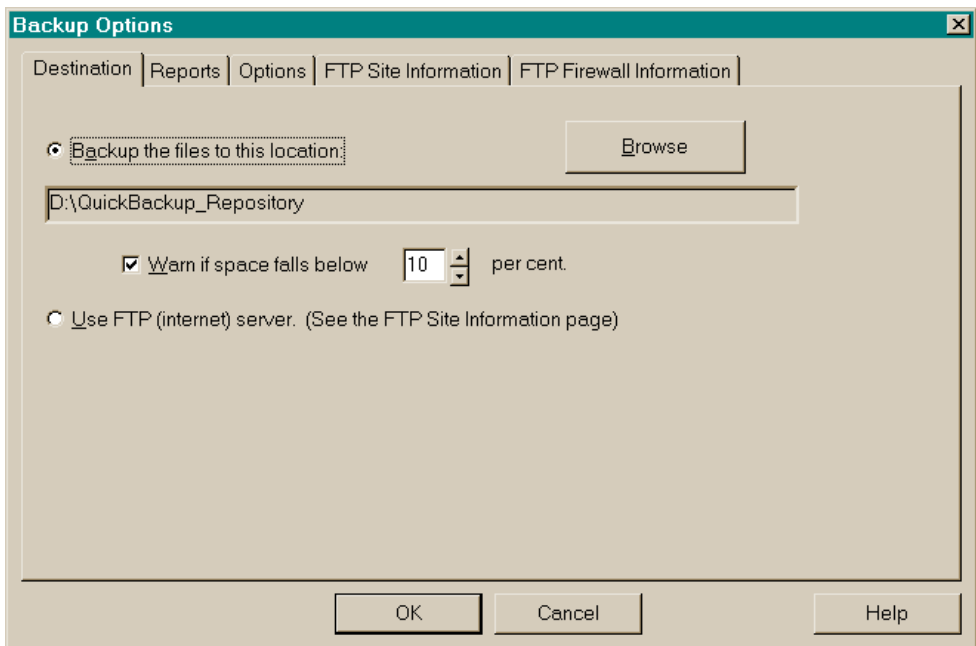 Backup Options
Destination Reports Options FTP Site Information FTP Firewall Information
Backup the files to this location: Browse
D:\QuickBackup_Repository
Warn if space falls below 10 per cent.
Use FTP (internet) server. (See the FTP Site Information page)
OK Cancel Help